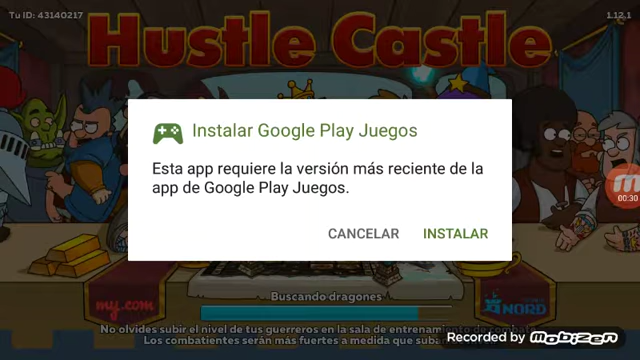 Tu ID: 43140217
1.12.1
Hustle Castle
Instalar Google Play Juegos
Esta app requiere la versión más reciente de la
app de Google Play Juegos.
CANCELAR
INSTALAR
00:30
my.com
NORD
Buscando dragones
No olvides subir el nivel de tus guerreros en la sala de entrenamiento de combat
Los combatientes serán más fuertes a medida que suba
Recorded by mobizen